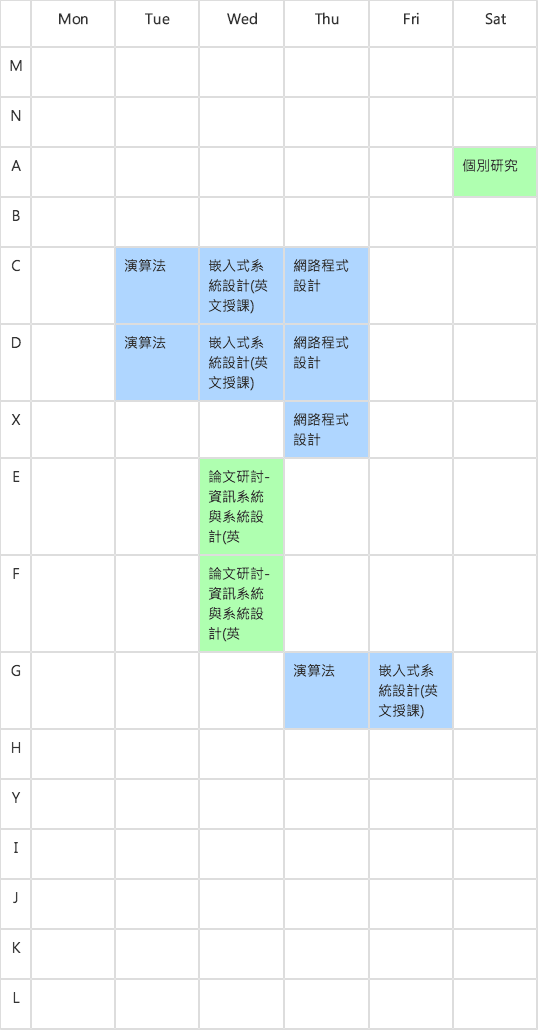 Mon Tue Wed Thu Fri Sat
M
N
A 個別研究
B
C 演算法 嵌入式系 網路程式
統設計(英 設計
文授課)
D 演算法 嵌入式系 網路程式
統設計(英 設計
文授課)
X 網路程式
設計
E 論文研討-
資訊系統
與系統設
計(英
F 論文研討-
資訊系統
與系統設
計(英
G 演算法 嵌入式系
統設計(英
文授課)
H
Y
I
J
K
L